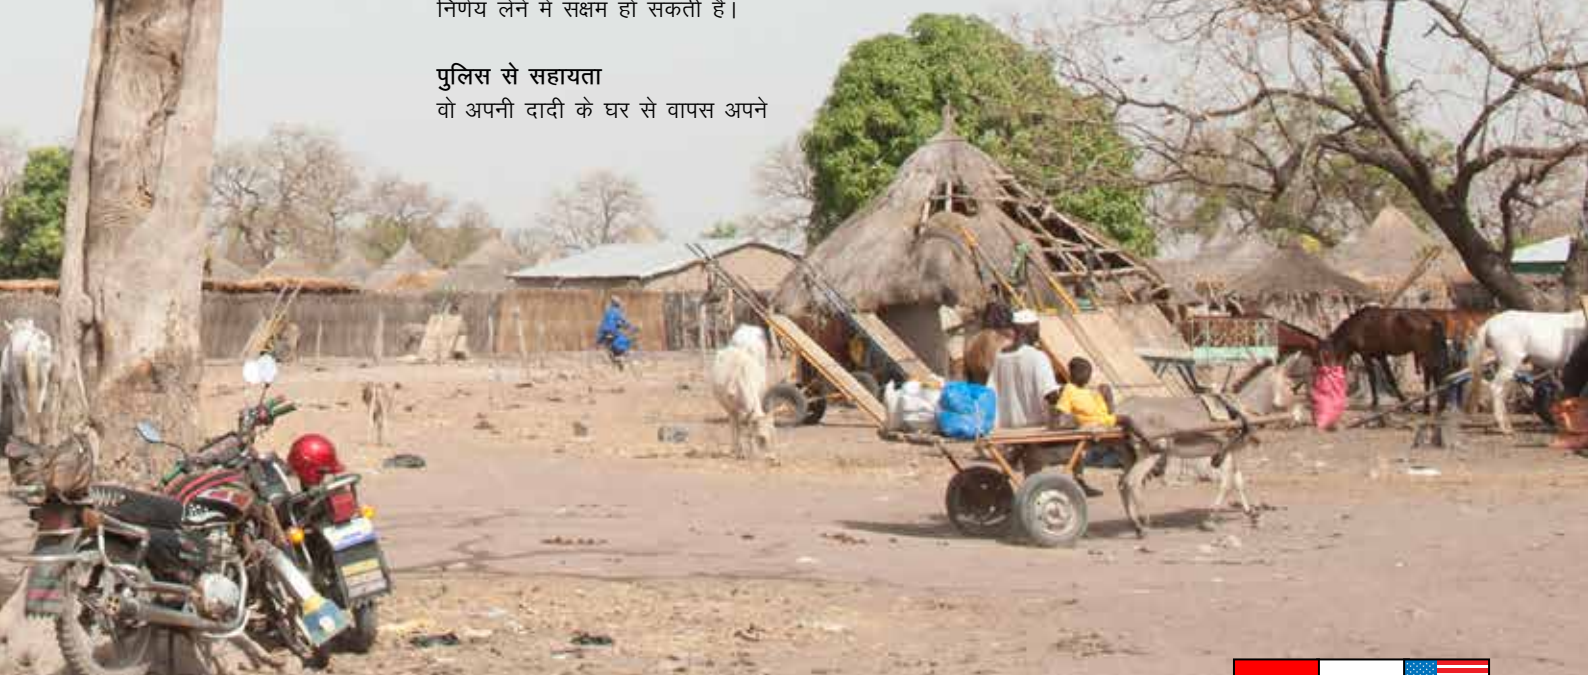 निर्णय लेने में सक्षम हो सकती है।
पुलिस से सहायता
वो अपनी दादी के घर से वापस अपने